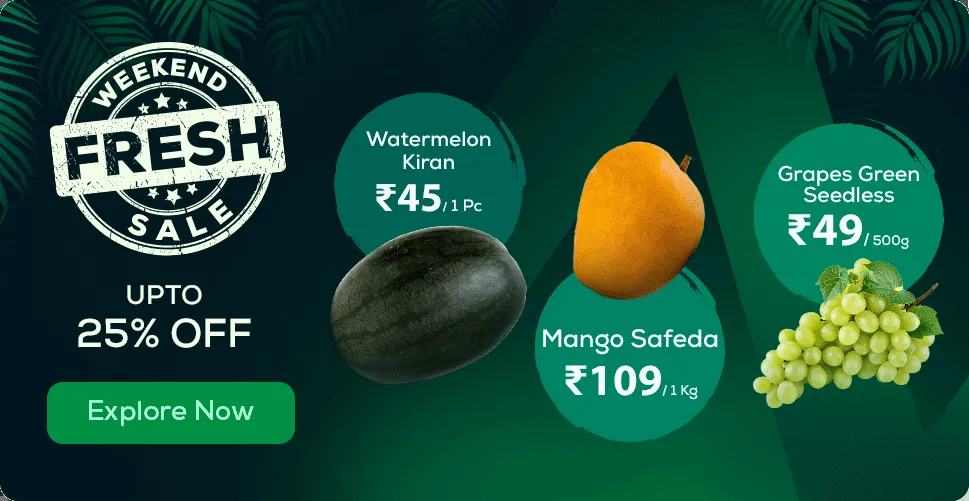 WEEKEND
FRESH
SALE
UPTO
25% OFF
Explore Now
Watermelon
Kiran
₹45/1 Pc
Mango Safeda
₹109/1 Kg
Grapes Green
Seedless
₹49/500g